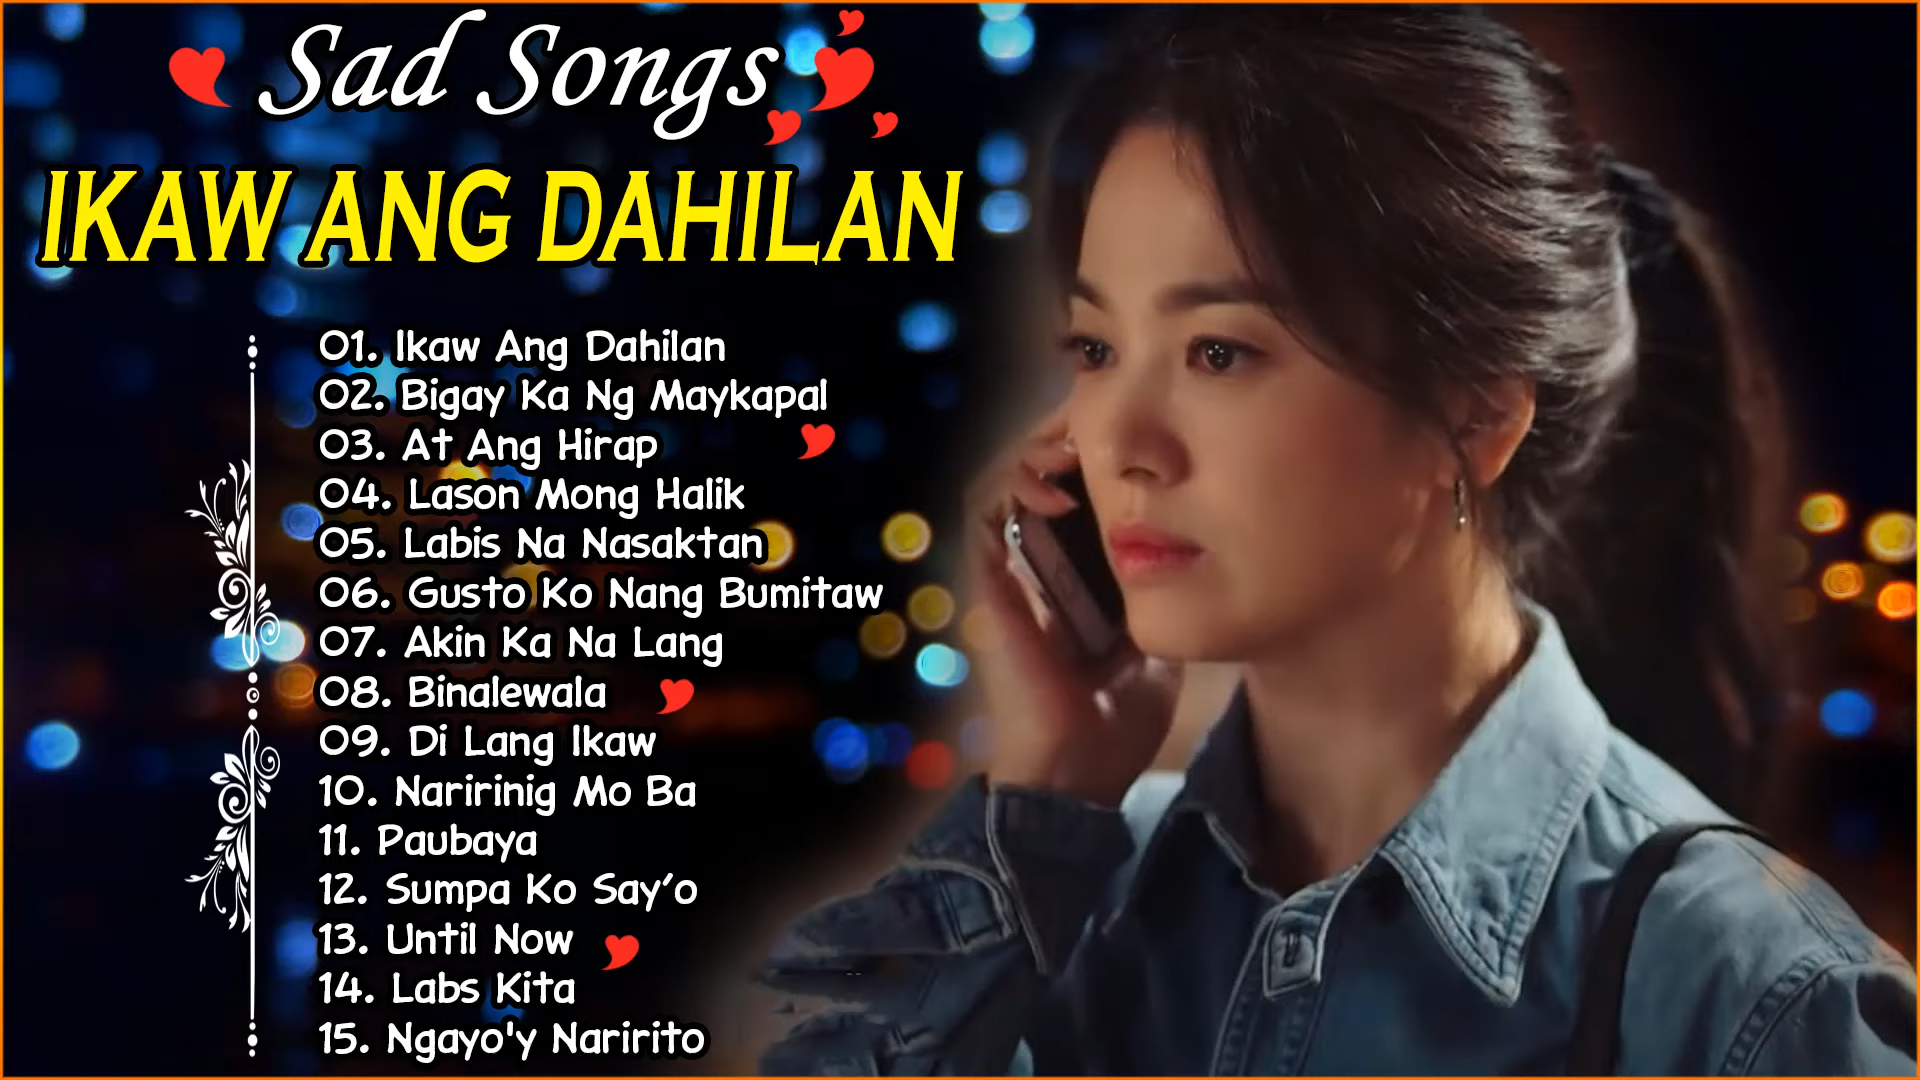 Sad Songs
IKAW ANG DAHILAN
01. Ikaw Ang Dahilan
02. Bigay Ka Ng Maykapal
03. At Ang Hirap
04. Lason Mong Halik
05. Labis Na Nasaktan
06. Gusto Ko Nang Bumitaw
07. Akin Ka Na Lang
08. Binalewala
09. Di Lang Ikaw
10. Naririnig Mo Ba
11. Paubaya
12. Sumpa Ko Say’o
13. Until Now
14. Labs Kita
15. Ngayo'y Naririto